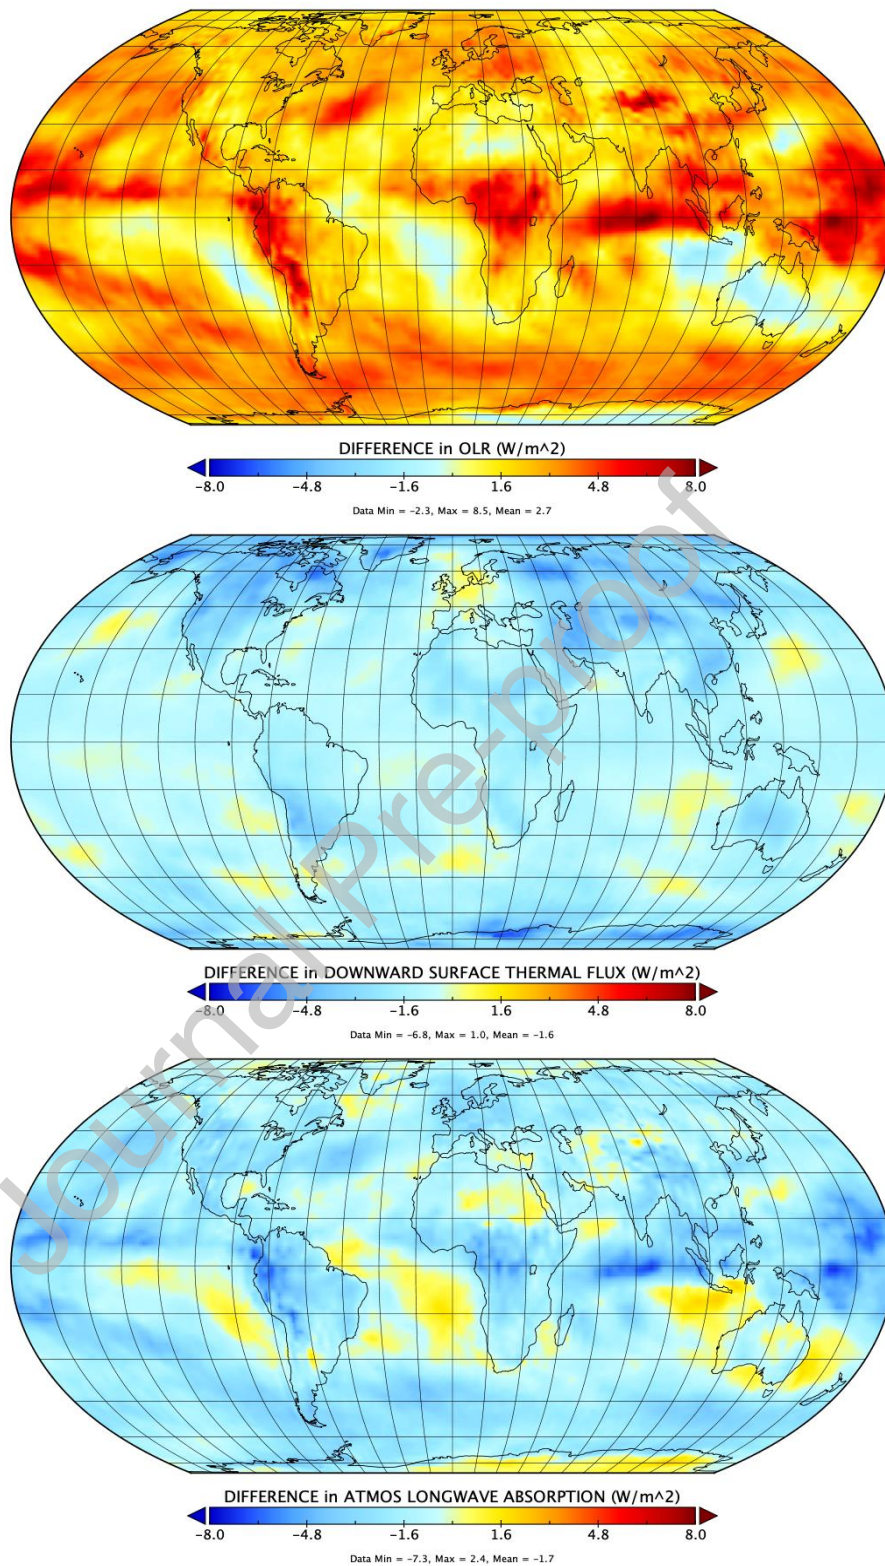 DIFFERENCE in OLR (W/m^2)
-8.0 -4.8 -1.6 1.6 4.8 8.0
Data Min = -2.3, Max = 8.5, Mean = 2.7
DIFFERENCE in DOWNWARD SURFACE THERMAL FLUX (W/m^2)
-8.0 -4.8 -1.6 1.6 4.8 8.0
Data Min = -6.8, Max = 1.0, Mean = -1.6
DIFFERENCE in ATMOS LONGWAVE ABSORPTION (W/m^2)
-8.0 -4.8 -1.6 1.6 4.8 8.0
Data Min = -7.3, Max = 2.4, Mean = -1.7
Journal Pre-proof